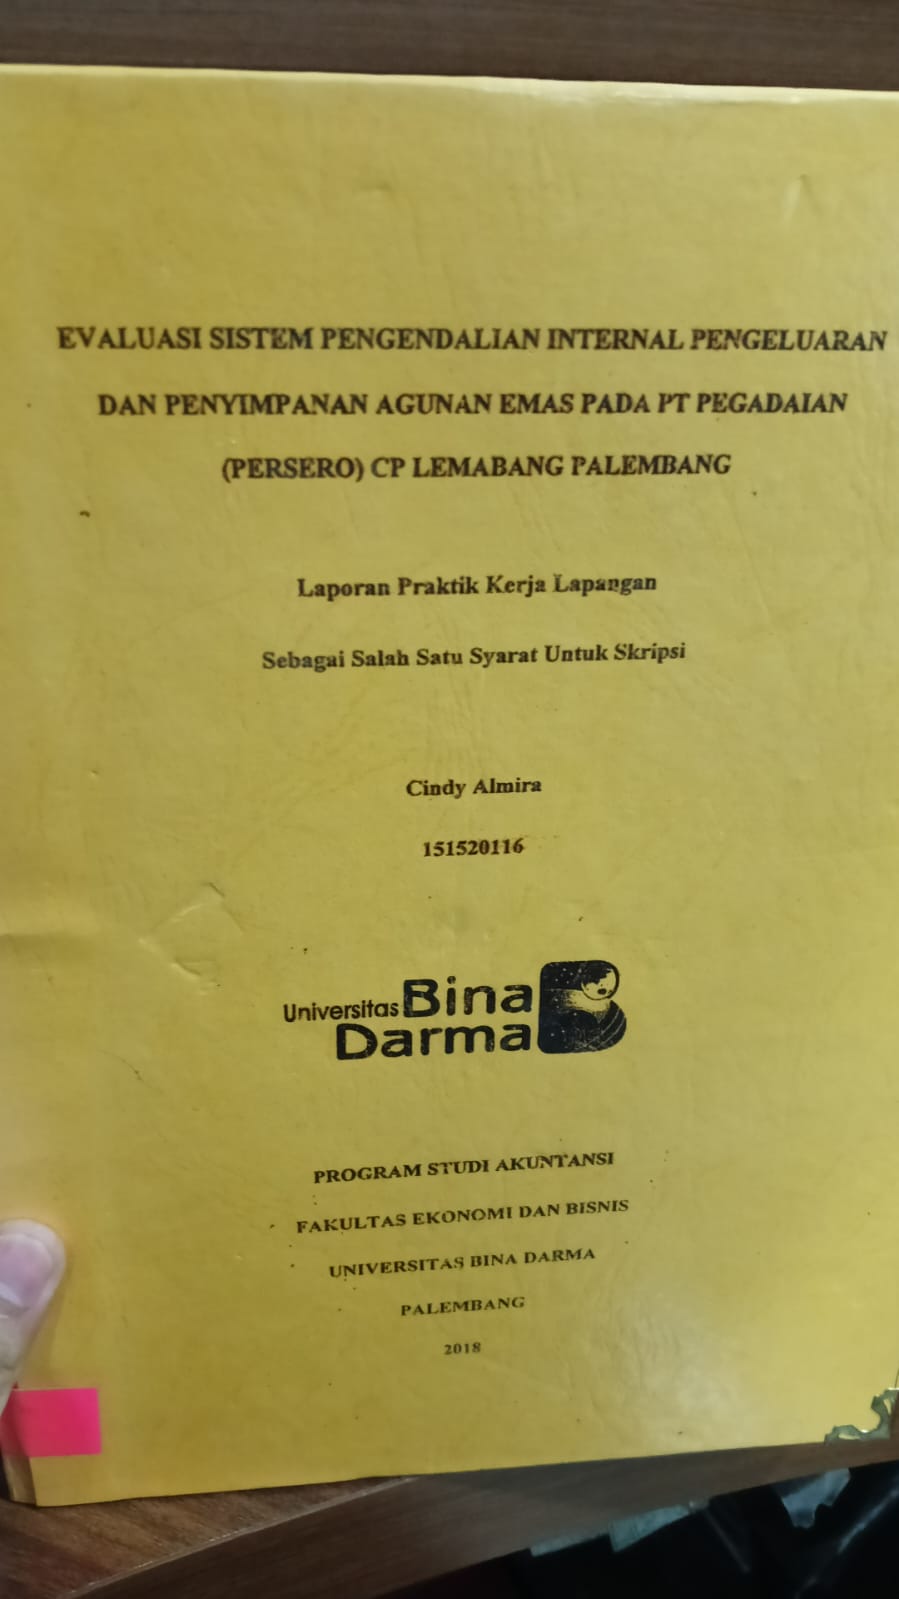 EVALUASI SISTEM PENGENDALIAN INTERNAL PENGELUARAN
DAN PENYIMPANAN AGUNAN EMAS PADA PT PEGADAIAN
(PERSERO) CP LEMABANG PALEMBANG
Laporan Praktik Kerja Lapangan
Sebagai Salah Satu Syarat Untuk Skripsi
Cindy Almira
151520116
Universitas Bina
Darma
PROGRAM STUDI AKUNTANSI
FAKULTAS EKONOMI DAN BISNIS
UNIVERSITAS BINA DARMA
PALEMBANG
2018